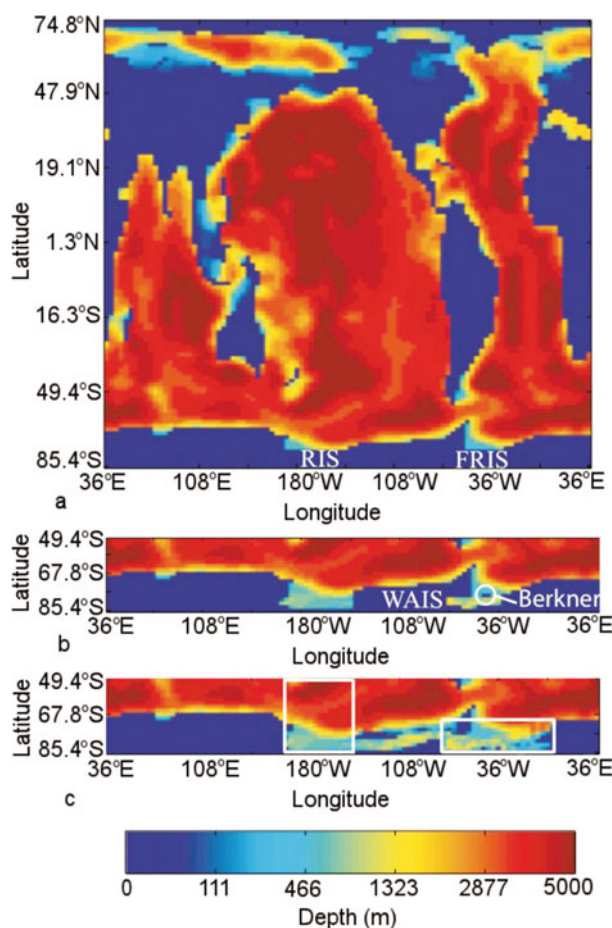 74.8°N
47.9°N
19.1°N
1.3°N
16.3°S
49.4°S
85.4°S
Latitude
RIS
FRIS
36°E 108°E 180°W 108°W 36°W 36°E
a
Longitude
49.4°S
67.8°S
85.4°S
Latitude
WAIS
Berkner
36°E 108°E 180°W 108°W 36°W 36°E
b
Longitude
49.4°S
67.8°S
85.4°S
Latitude
36°E 108°E 180°W 108°W 36°W 36°E
c
Longitude
0 111 466 1323 2877 5000
Depth (m)